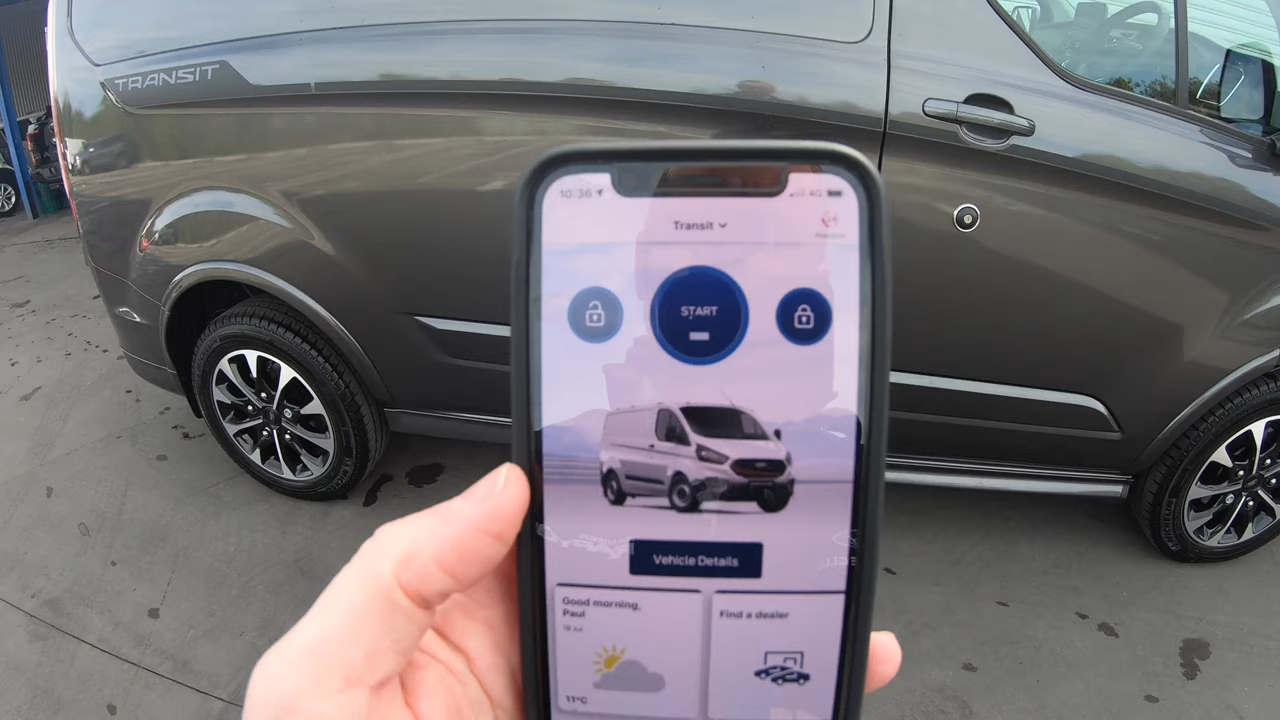 TRANSIT
10:36
4G
Transit
START
Vehicle Details
Good morning,
Paul
Find a dealer
11°C